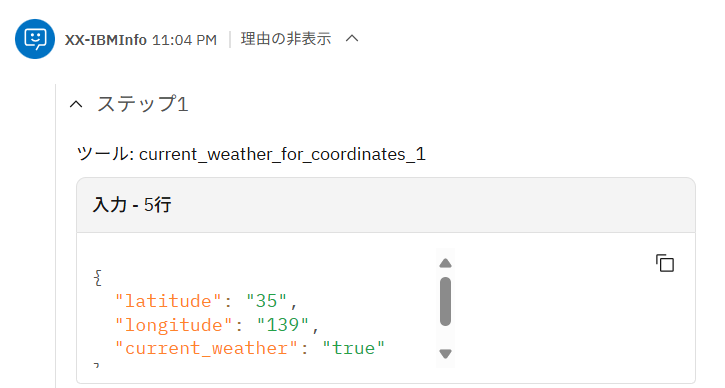 XX-IBMInfo 11:04 PM | 理由の非表示
ステップ1
ツール: current_weather_for_coordinates_1
入力 - 5行
{
"latitude": "35",
"longitude": "139",
"current_weather": "true"
}